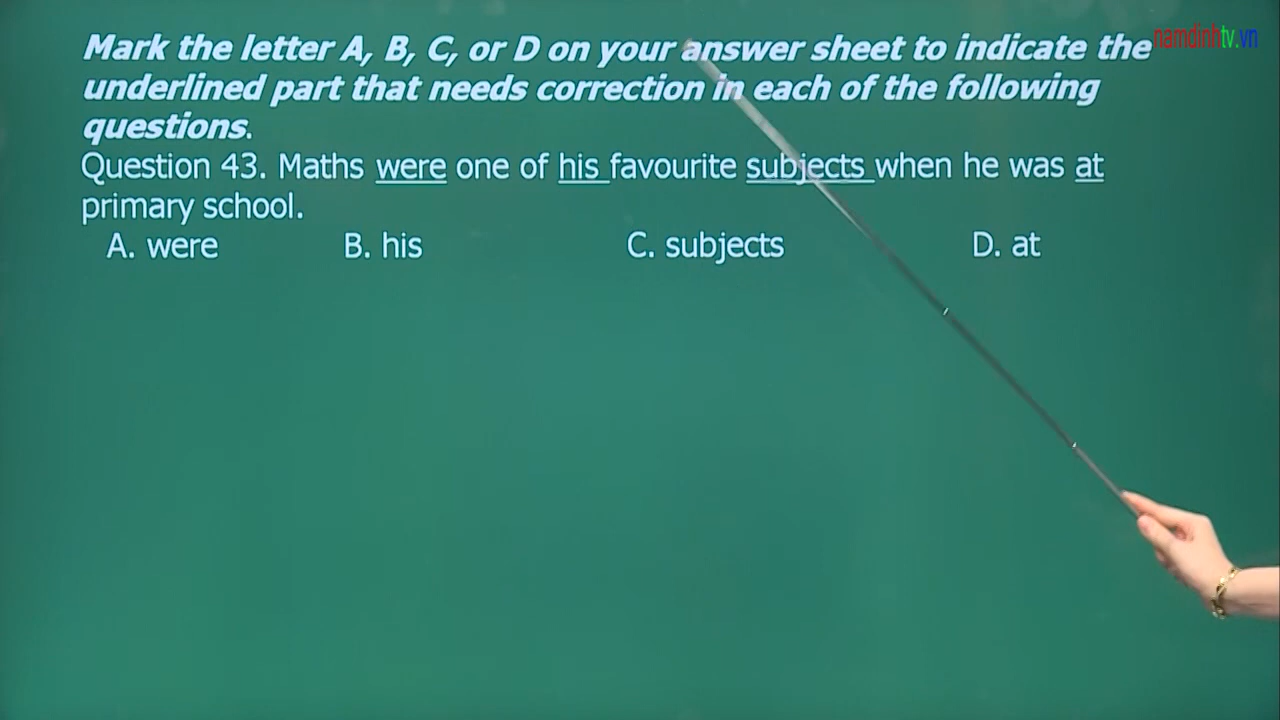 Mark the letter A, B, C, or D on your answer sheet to indicate the
namdinhtv.vn
underlined part that needs correction in each of the following
questions.
Question 43. Maths were one of his favourite subjects when he was at
primary school.
A. were B. his C. subjects D. at